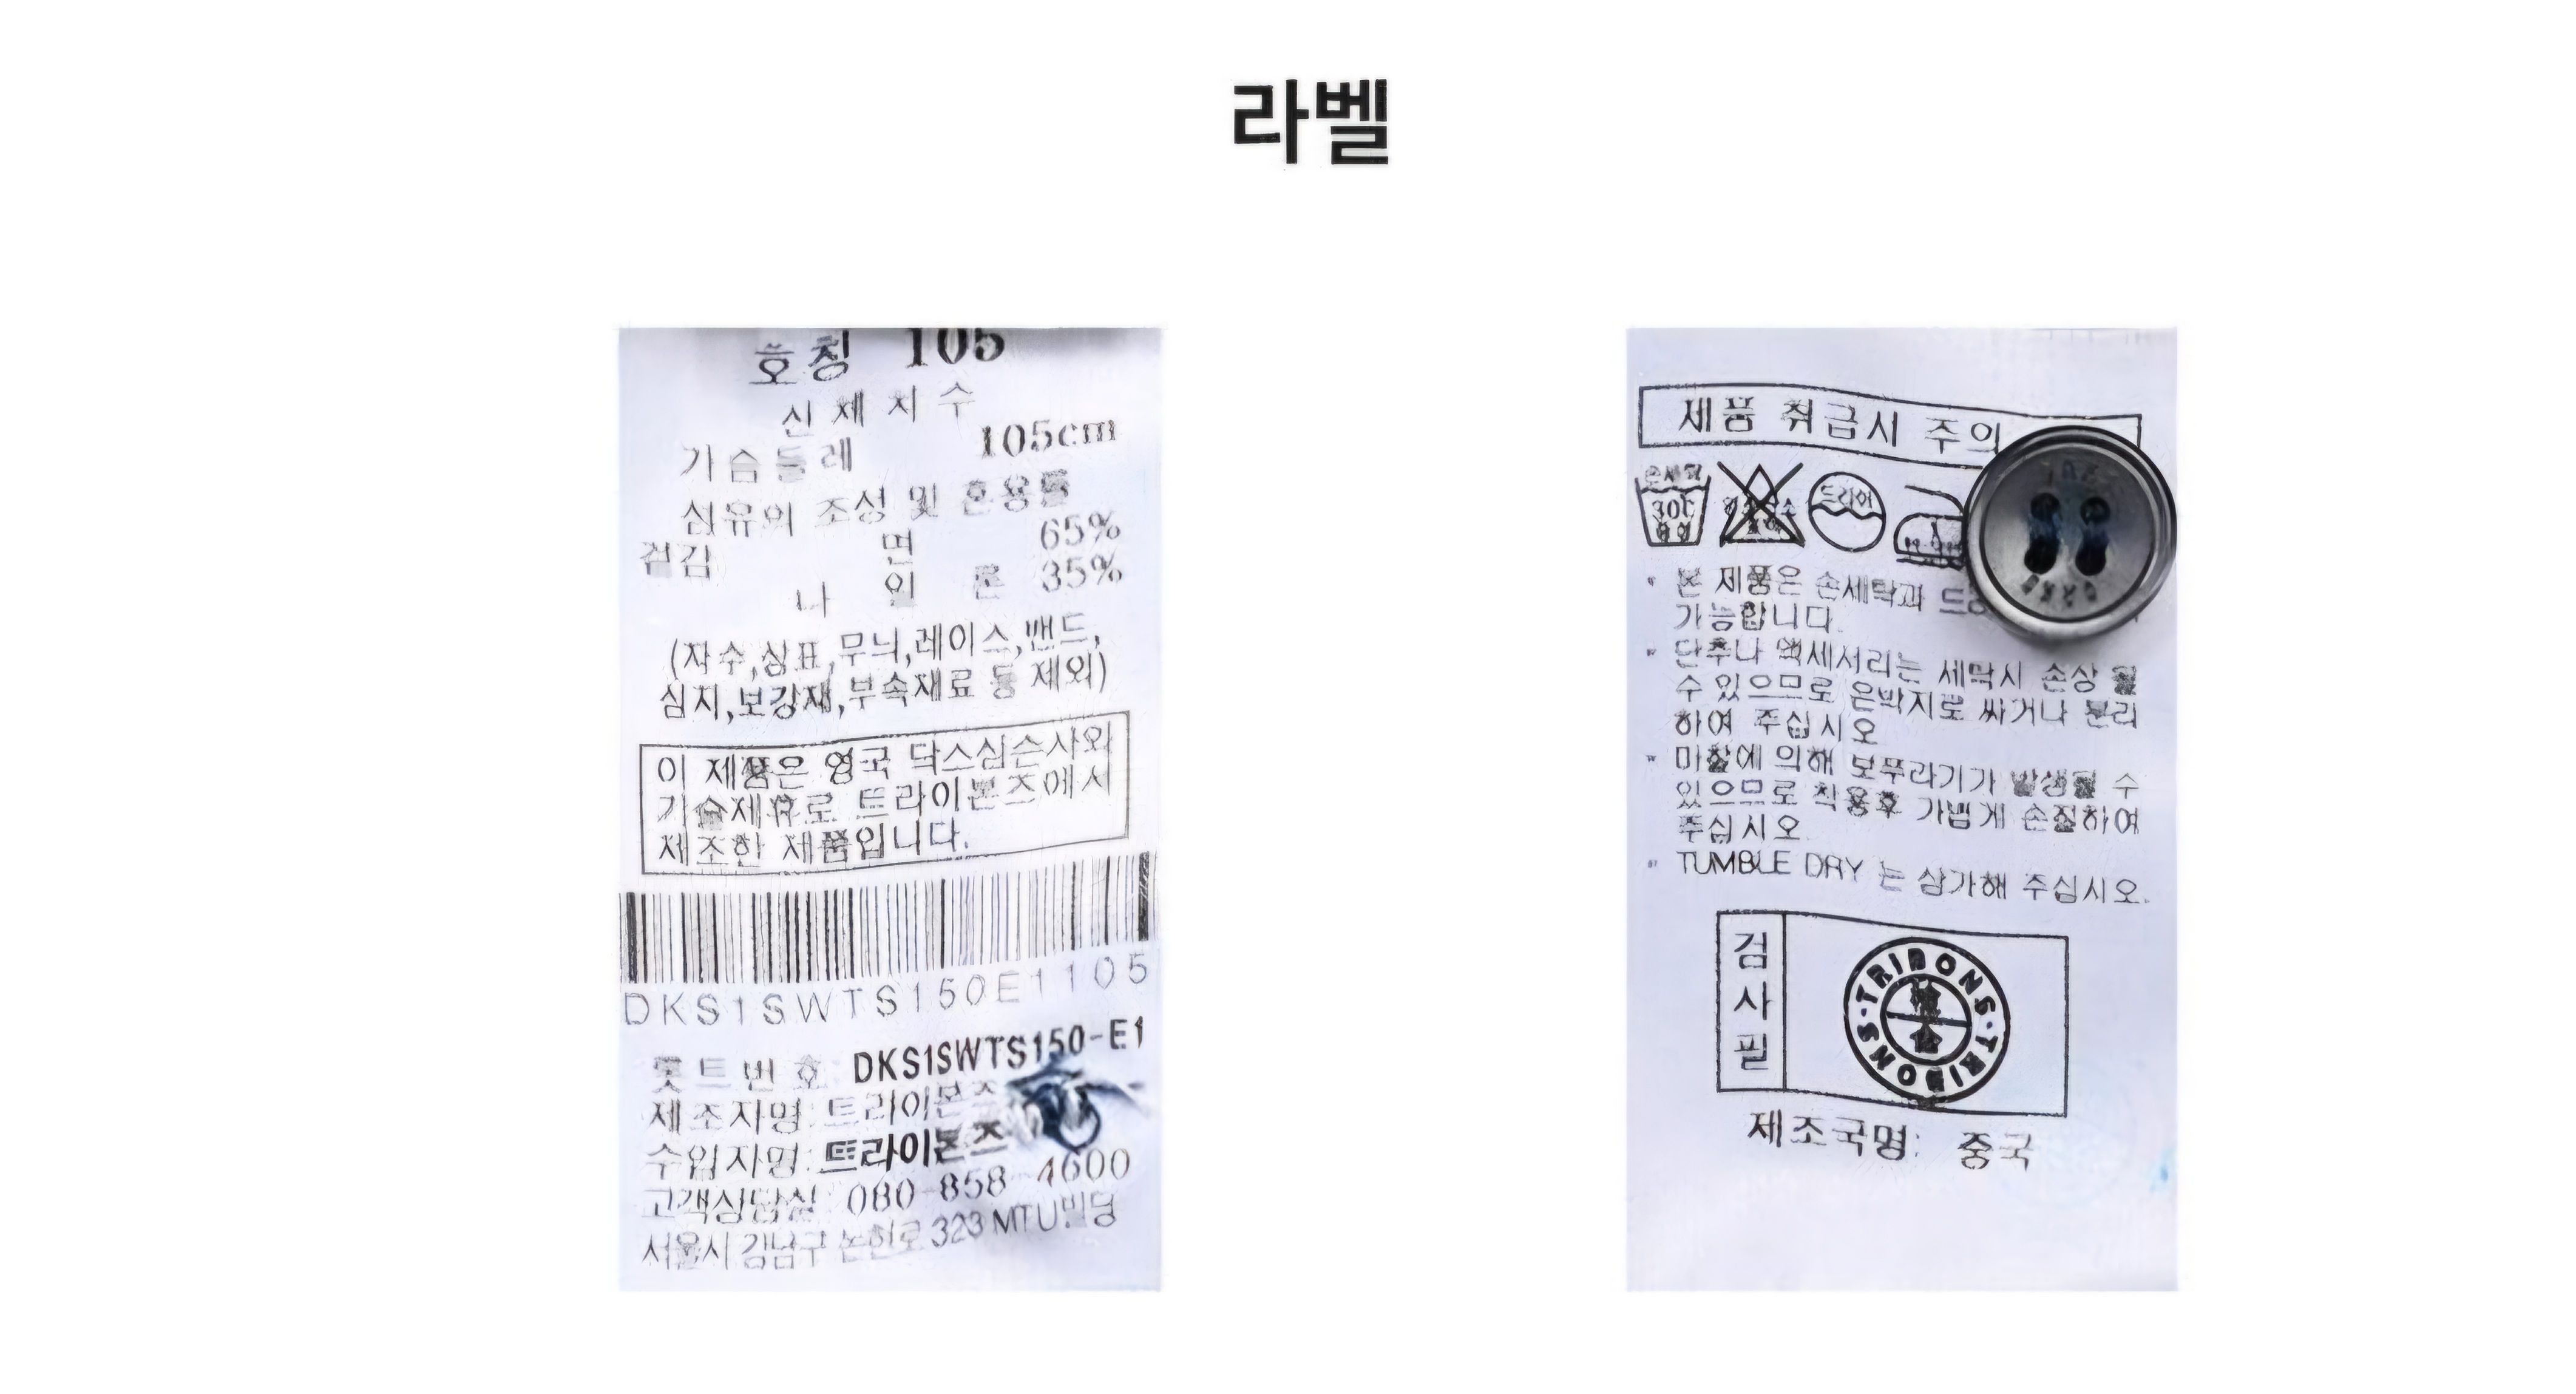 라벨
호칭 105
신체치수
가슴둘레 105cm
섬유의 조성 및 혼용률
겉감 면 65%
나일론 35%
(자수,상표,무늬,레이스,밴드,
심지,보강재,부속재료 등 제외)
이 제품은 영국 닥스심슨사와
기술제휴로 트라이본즈에서
제조한 제품입니다.
DKS1SWTS150E1105
롯트번호: DKS1SWTS150-E1
제조자명: 트라이본즈
수입자명: 트라이본즈
고객상담실: 080-858-4600
서울시 강남구 논현로 323 MTU빌딩
제품 취급시 주의
손세탁
30℃
드라이
본 제품은 손세탁과
가능합니다.
단추나 액세서리는 세탁시 손상 될
수 있으므로 은박지로 싸거나 분리
하여 주십시오
마찰에 의해 보푸라기가 발생될 수
있으므로 착용후 가볍게 손질하여
주십시오
TUMBLE DRY 는 삼가해 주십시오.
검사필
TRIBONS·TRIBONS
제조국명: 중국